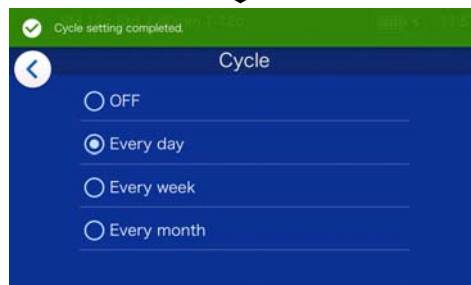 Cycle setting completed.
Cycle
OFF
Every day
Every week
Every month